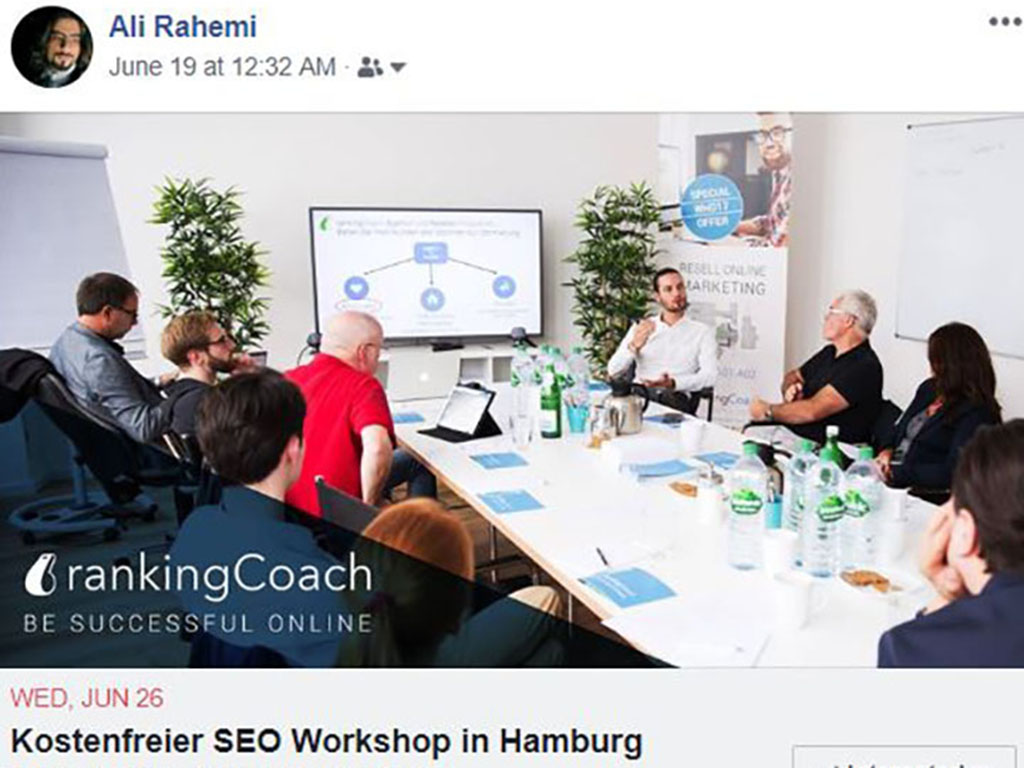 Ali Rahemi
June 19 at 12:32 AM ·
SPECIAL
OFFER
RESELL ONLINE
MARKETING
rankingCoach
BE SUCCESSFUL ONLINE
WED, JUN 26
Kostenfreier SEO Workshop in Hamburg